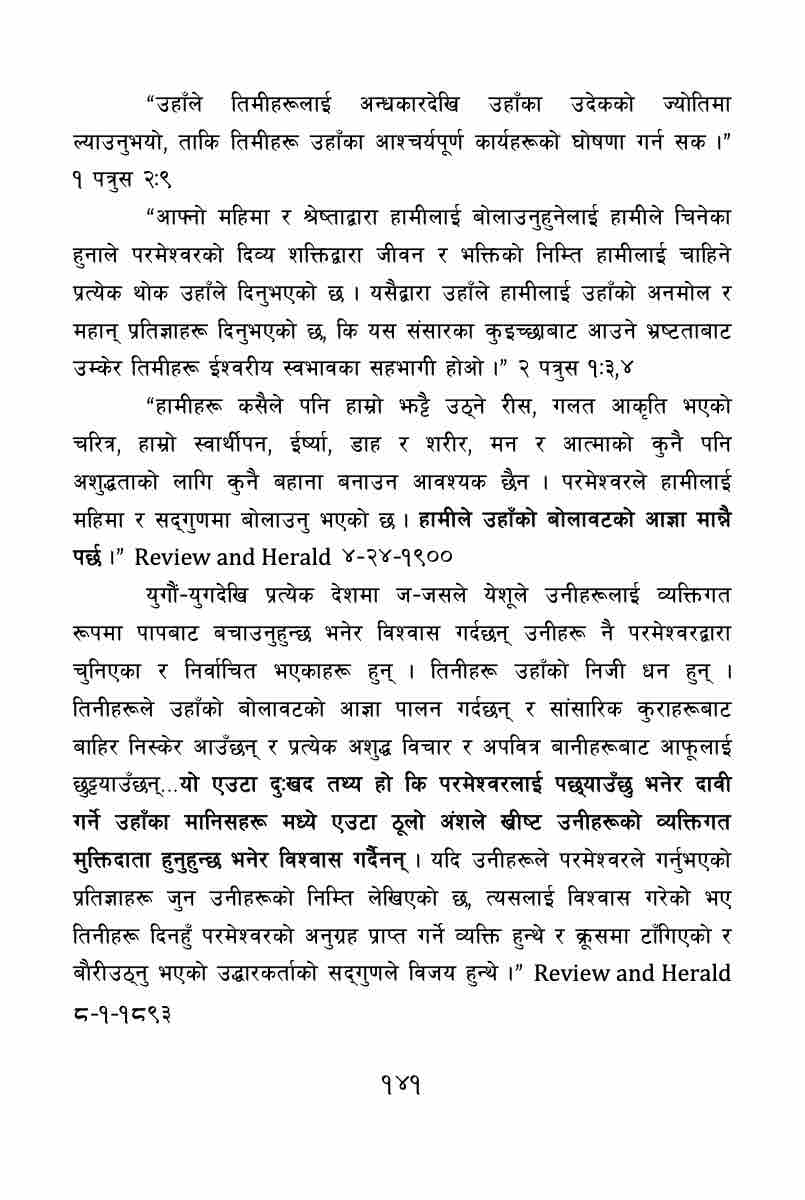 “उहाँले तिमीहरूलाई अन्धकारदेखि उहाँका उदेकको ज्योतिमा
ल्याउनुभयो, ताकि तिमीहरू उहाँका आश्चर्यपूर्ण कार्यहरूको घोषणा गर्न सक ।”
१ पत्रुस २:९
“आफ्नो महिमा र श्रेष्ताद्वारा हामीलाई बोलाउनुहुनेलाई हामीले चिनेका
हुनाले परमेश्वरको दिव्य शक्तिद्वारा जीवन र भक्तिको निम्ति हामीलाई चाहिने
प्रत्येक थोक उहाँले दिनुभएको छ । यसैद्वारा उहाँले हामीलाई उहाँको अनमोल र
महान् प्रतिज्ञाहरू दिनुभएको छ, कि यस संसारका कुइच्छाबाट आउने भ्रष्टताबाट
उम्केर तिमीहरू ईश्वरीय स्वभावका सहभागी होओ ।” २ पत्रुस १:३,४
“हामीहरू कसैले पनि हाम्रो झट्टै उठ्ने रीस, गलत आकृति भएको
चरित्र, हाम्रो स्वार्थीपन, ईर्ष्या, डाह र शरीर, मन र आत्माको कुनै पनि
अशुद्धताको लागि कुनै बहाना बनाउन आवश्यक छैन । परमेश्वरले हामीलाई
महिमा र सद्‌गुणमा बोलाउनु भएको छ । हामीले उहाँको बोलावटको आज्ञा मान्नै
पर्छ ।” Review and Herald ४-२४-१९००
युगौं-युगदेखि प्रत्येक देशमा ज-जसले येशूले उनीहरूलाई व्यक्तिगत
रूपमा पापबाट बचाउनुहुन्छ भनेर विश्वास गर्दछन् उनीहरू नै परमेश्वरद्वारा
चुनिएका र निर्वाचित भएकाहरू हुन् । तिनीहरू उहाँको निजी धन हुन् ।
तिनीहरूले उहाँको बोलावटको आज्ञा पालन गर्दछन् र सांसारिक कुराहरूबाट
बाहिर निस्केर आउँछन् र प्रत्येक अशुद्ध विचार र अपवित्र बानीहरूबाट आफूलाई
छुट्टयाउँछन्...यो एउटा दुःखद तथ्य हो कि परमेश्वरलाई पछ्याउँछु भनेर दावी
गर्ने उहाँका मानिसहरू मध्ये एउटा ठूलो अंशले ख्रीष्ट उनीहरूको व्यक्तिगत
मुक्तिदाता हुनुहुन्छ भनेर विश्वास गर्दैनन् । यदि उनीहरूले परमेश्वरले गर्नुभएको
प्रतिज्ञाहरू जुन उनीहरूको निम्ति लेखिएको छ, त्यसलाई विश्वास गरेको भए
तिनीहरू दिनहुँ परमेश्वरको अनुग्रह प्राप्त गर्ने व्यक्ति हुन्थे र क्रूसमा टाँगिएको र
बौरीउठ्नु भएको उद्धारकर्ताको सद्‌गुणले विजय हुन्थे ।” Review and Herald
८-१-१८९३
१४१